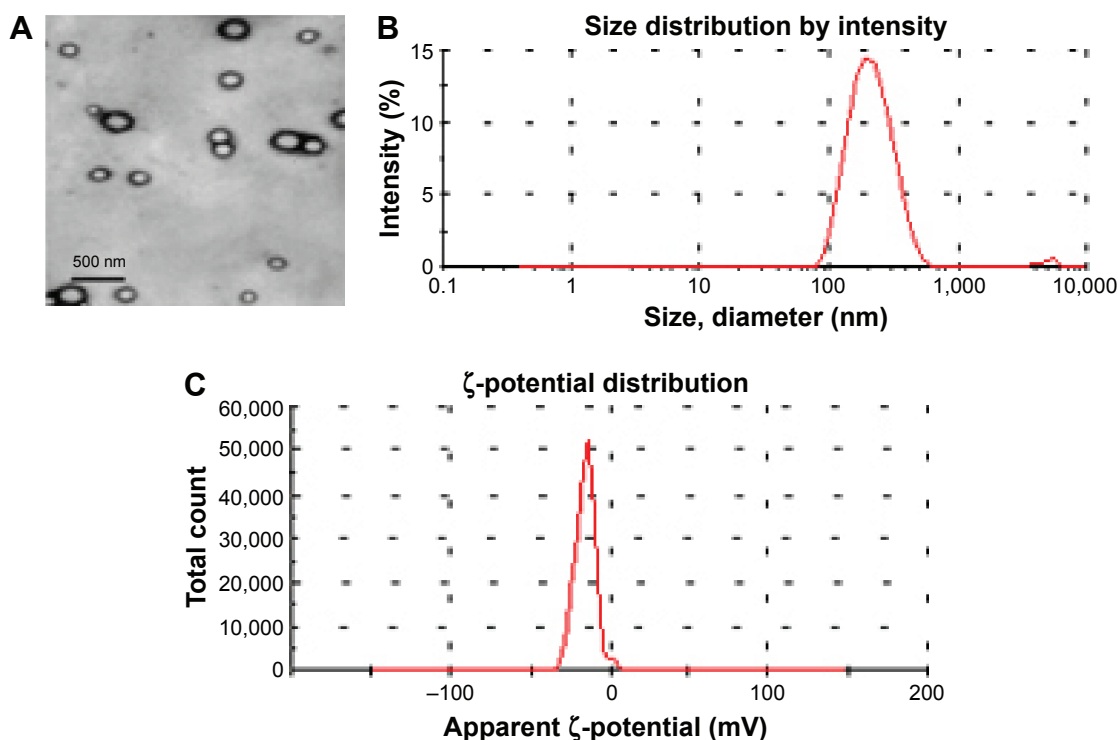 A
500 nm
B
Size distribution by intensity
Intensity (%)
15
10
5
0
0.1 1 10 100 1,000 10,000
Size, diameter (nm)
C
ζ-potential distribution
Total count
60,000
50,000
40,000
30,000
20,000
10,000
0
–100 0 100 200
Apparent ζ-potential (mV)